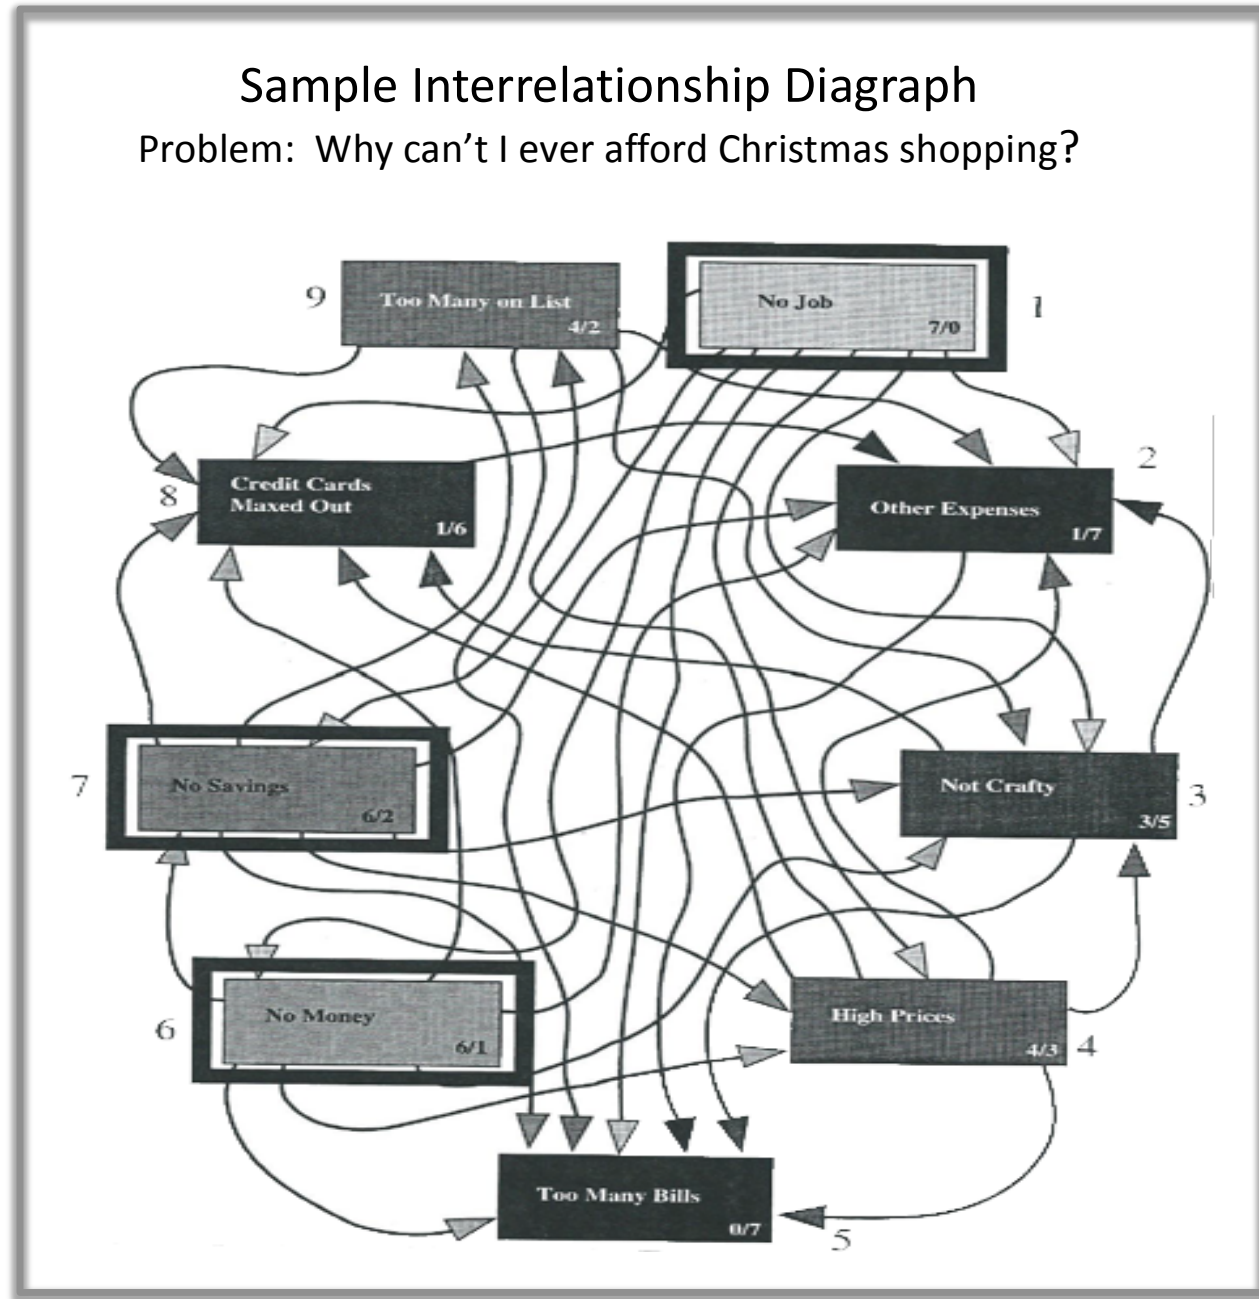 Sample Interrelationship Diagraph
Problem: Why can't I ever afford Christmas shopping?
9
Too Many on List
4/2
No Job
7/0
1
8
Credit Cards
Maxed Out
1/6
2
Other Expenses
1/7
7
No Savings
6/2
Not Crafty
3/5
3
6
No Money
6/1
High Prices
4/3
4
Too Many Bills
0/7
5